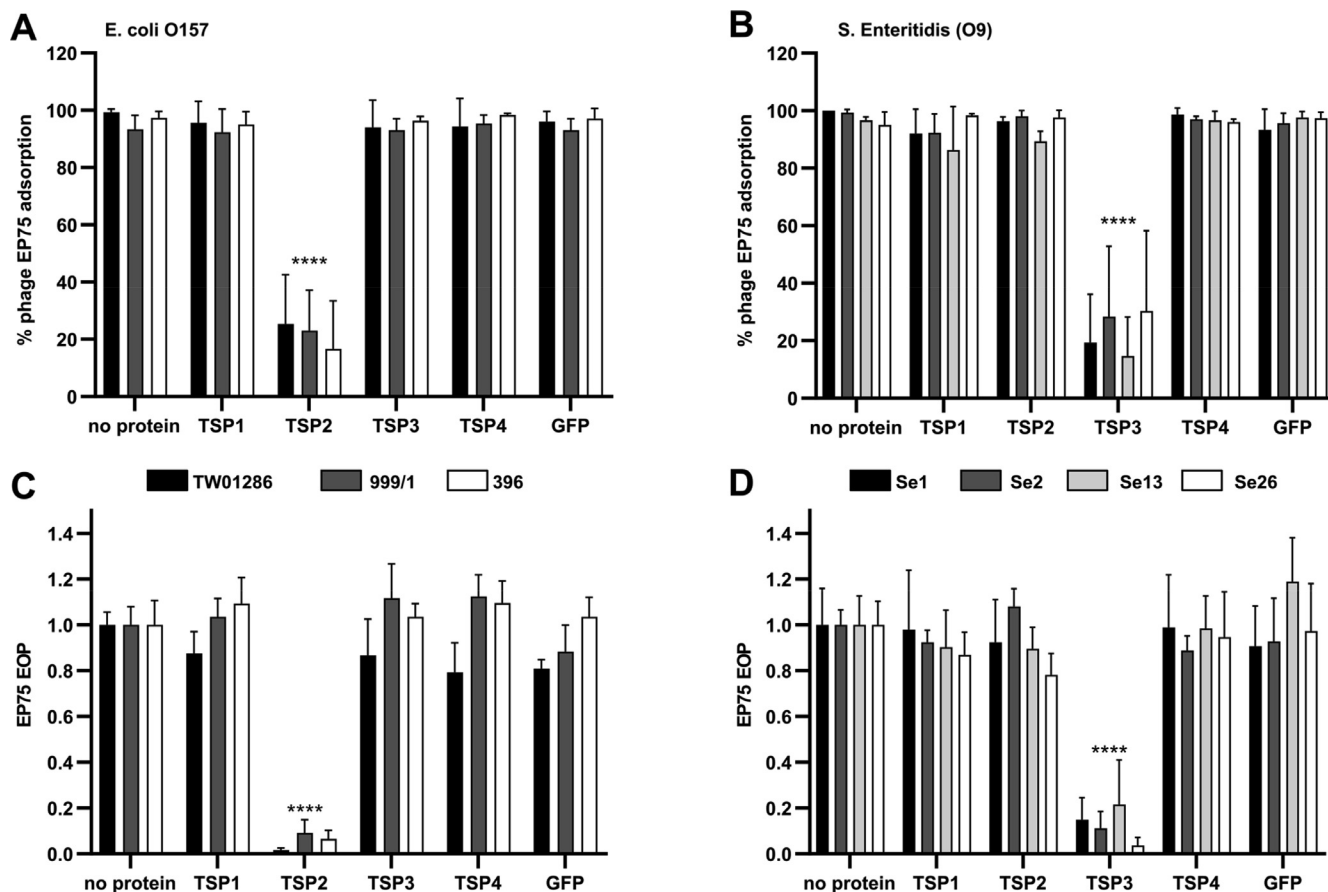 A
E. coli O157
120
100
80
60
40
20
0
% phage EP75 adsorption
****
no protein TSP1 TSP2 TSP3 TSP4 GFP
B
S. Enteritidis (O9)
120
100
80
60
40
20
0
% phage EP75 adsorption
****
no protein TSP1 TSP2 TSP3 TSP4 GFP
C
TW01286 999/1 396
1.4
1.2
1.0
0.8
0.6
0.4
0.2
0.0
EP75 EOP
****
no protein TSP1 TSP2 TSP3 TSP4 GFP
D
Se1 Se2 Se13 Se26
1.4
1.2
1.0
0.8
0.6
0.4
0.2
0.0
EP75 EOP
****
no protein TSP1 TSP2 TSP3 TSP4 GFP